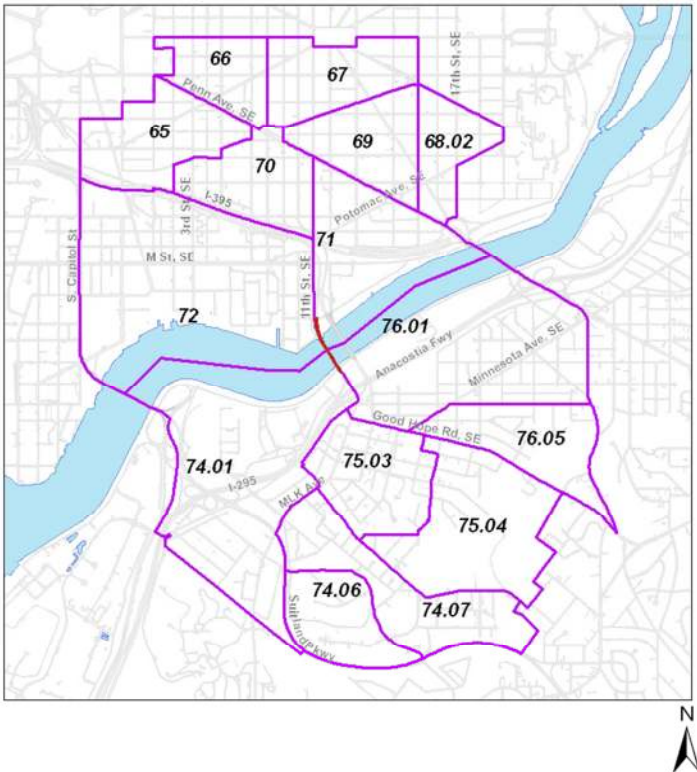 66
67
17th St, SE
Penn Ave, SE
65
69
68.02
70
Potomac Ave, SE
3rd St, SE
I-395
71
M St, SE
S. Capitol St
11th St, SE
72
76.01
Anacostia Fwy
Minnesota Ave, SE
Good Hope Rd, SE
76.05
75.03
74.01
I-295
MLK Ave
75.04
74.06
74.07
Suitland Pkwy
N